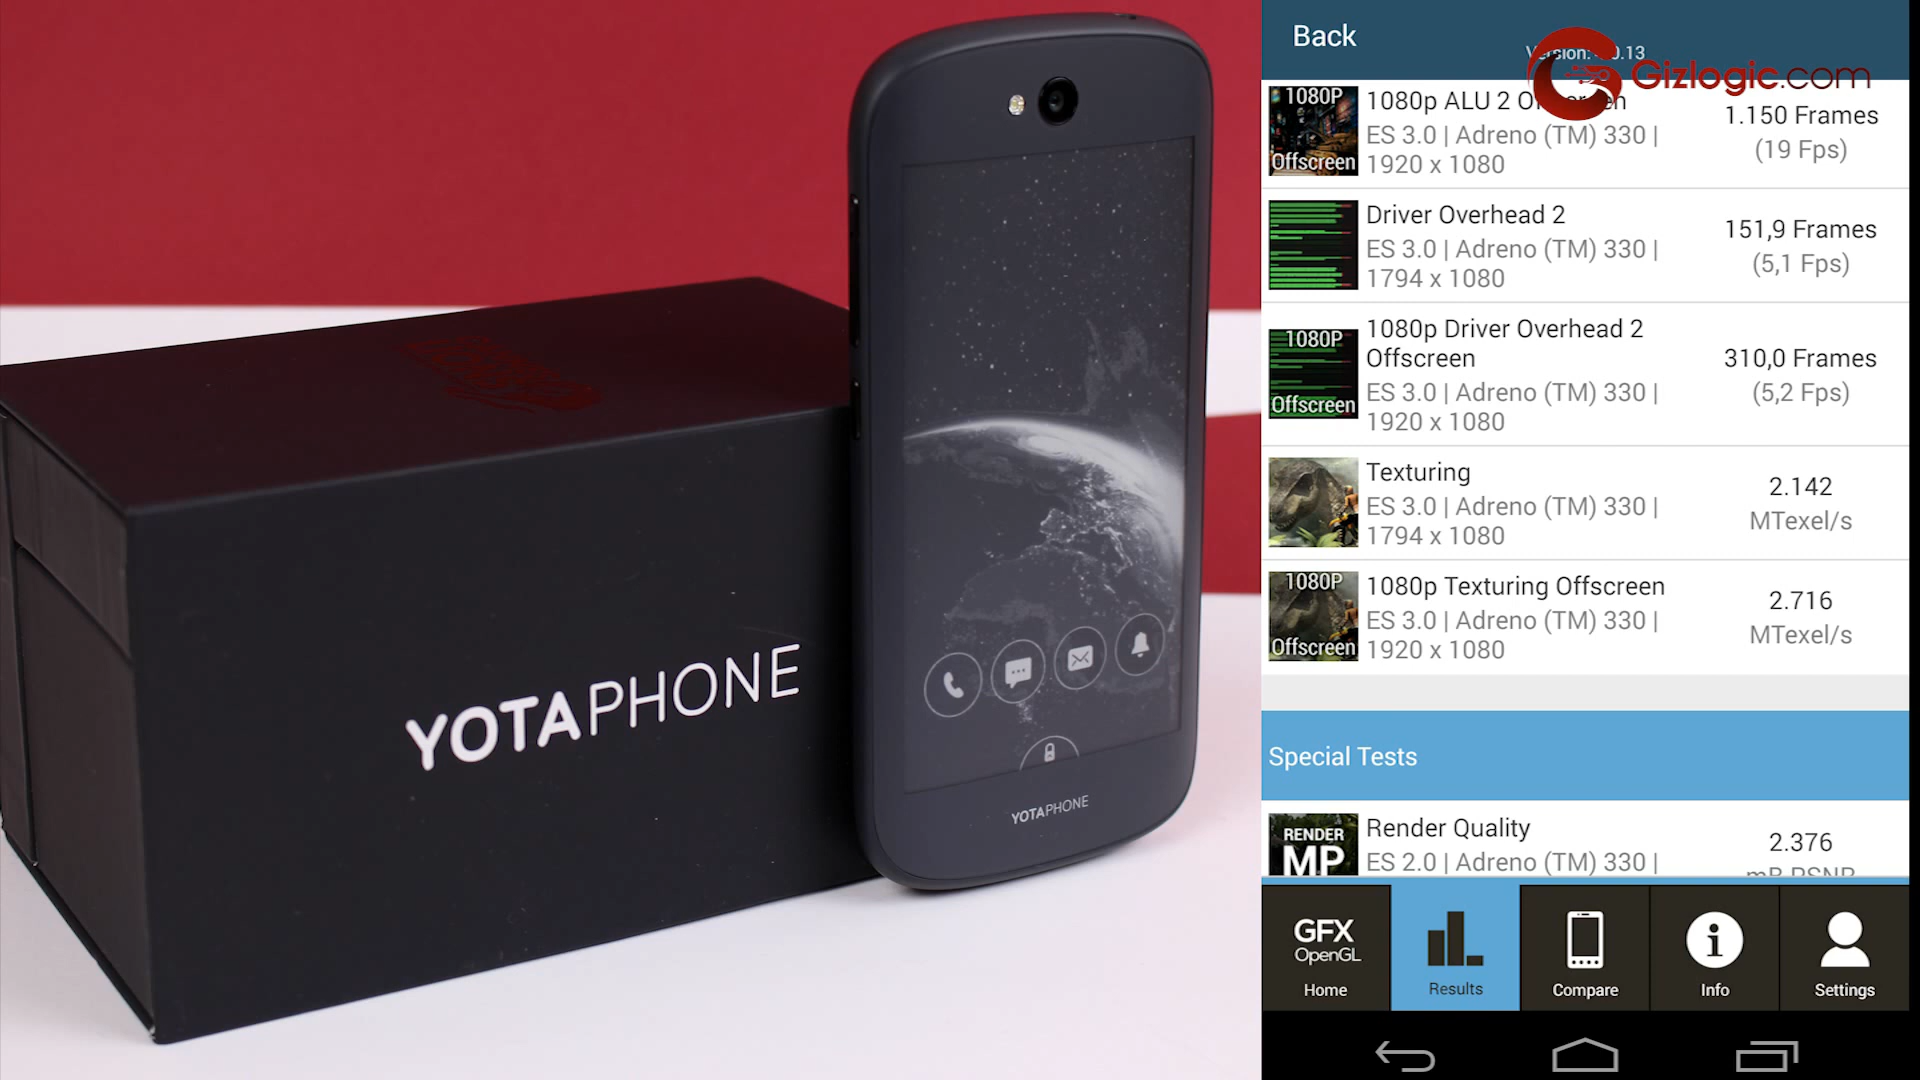 YOTAPHONE
YOTAPHONE
Back
Gizlogic.com
1080P
Offscreen
1080p ALU 2
ES 3.0 | Adreno (TM) 330 |
1920 x 1080
1.150 Frames
(19 Fps)
Driver Overhead 2
ES 3.0 | Adreno (TM) 330 |
1794 x 1080
151,9 Frames
(5,1 Fps)
1080P
Offscreen
1080p Driver Overhead 2
Offscreen
ES 3.0 | Adreno (TM) 330 |
1920 x 1080
310,0 Frames
(5,2 Fps)
Texturing
ES 3.0 | Adreno (TM) 330 |
1794 x 1080
2.142
MTexel/s
1080P
Offscreen
1080p Texturing Offscreen
ES 3.0 | Adreno (TM) 330 |
1920 x 1080
2.716
MTexel/s
Special Tests
RENDER
MP
Render Quality
ES 2.0 | Adreno (TM) 330 |
2.376
GFX
OpenGL
Home
Results
Compare
Info
Settings